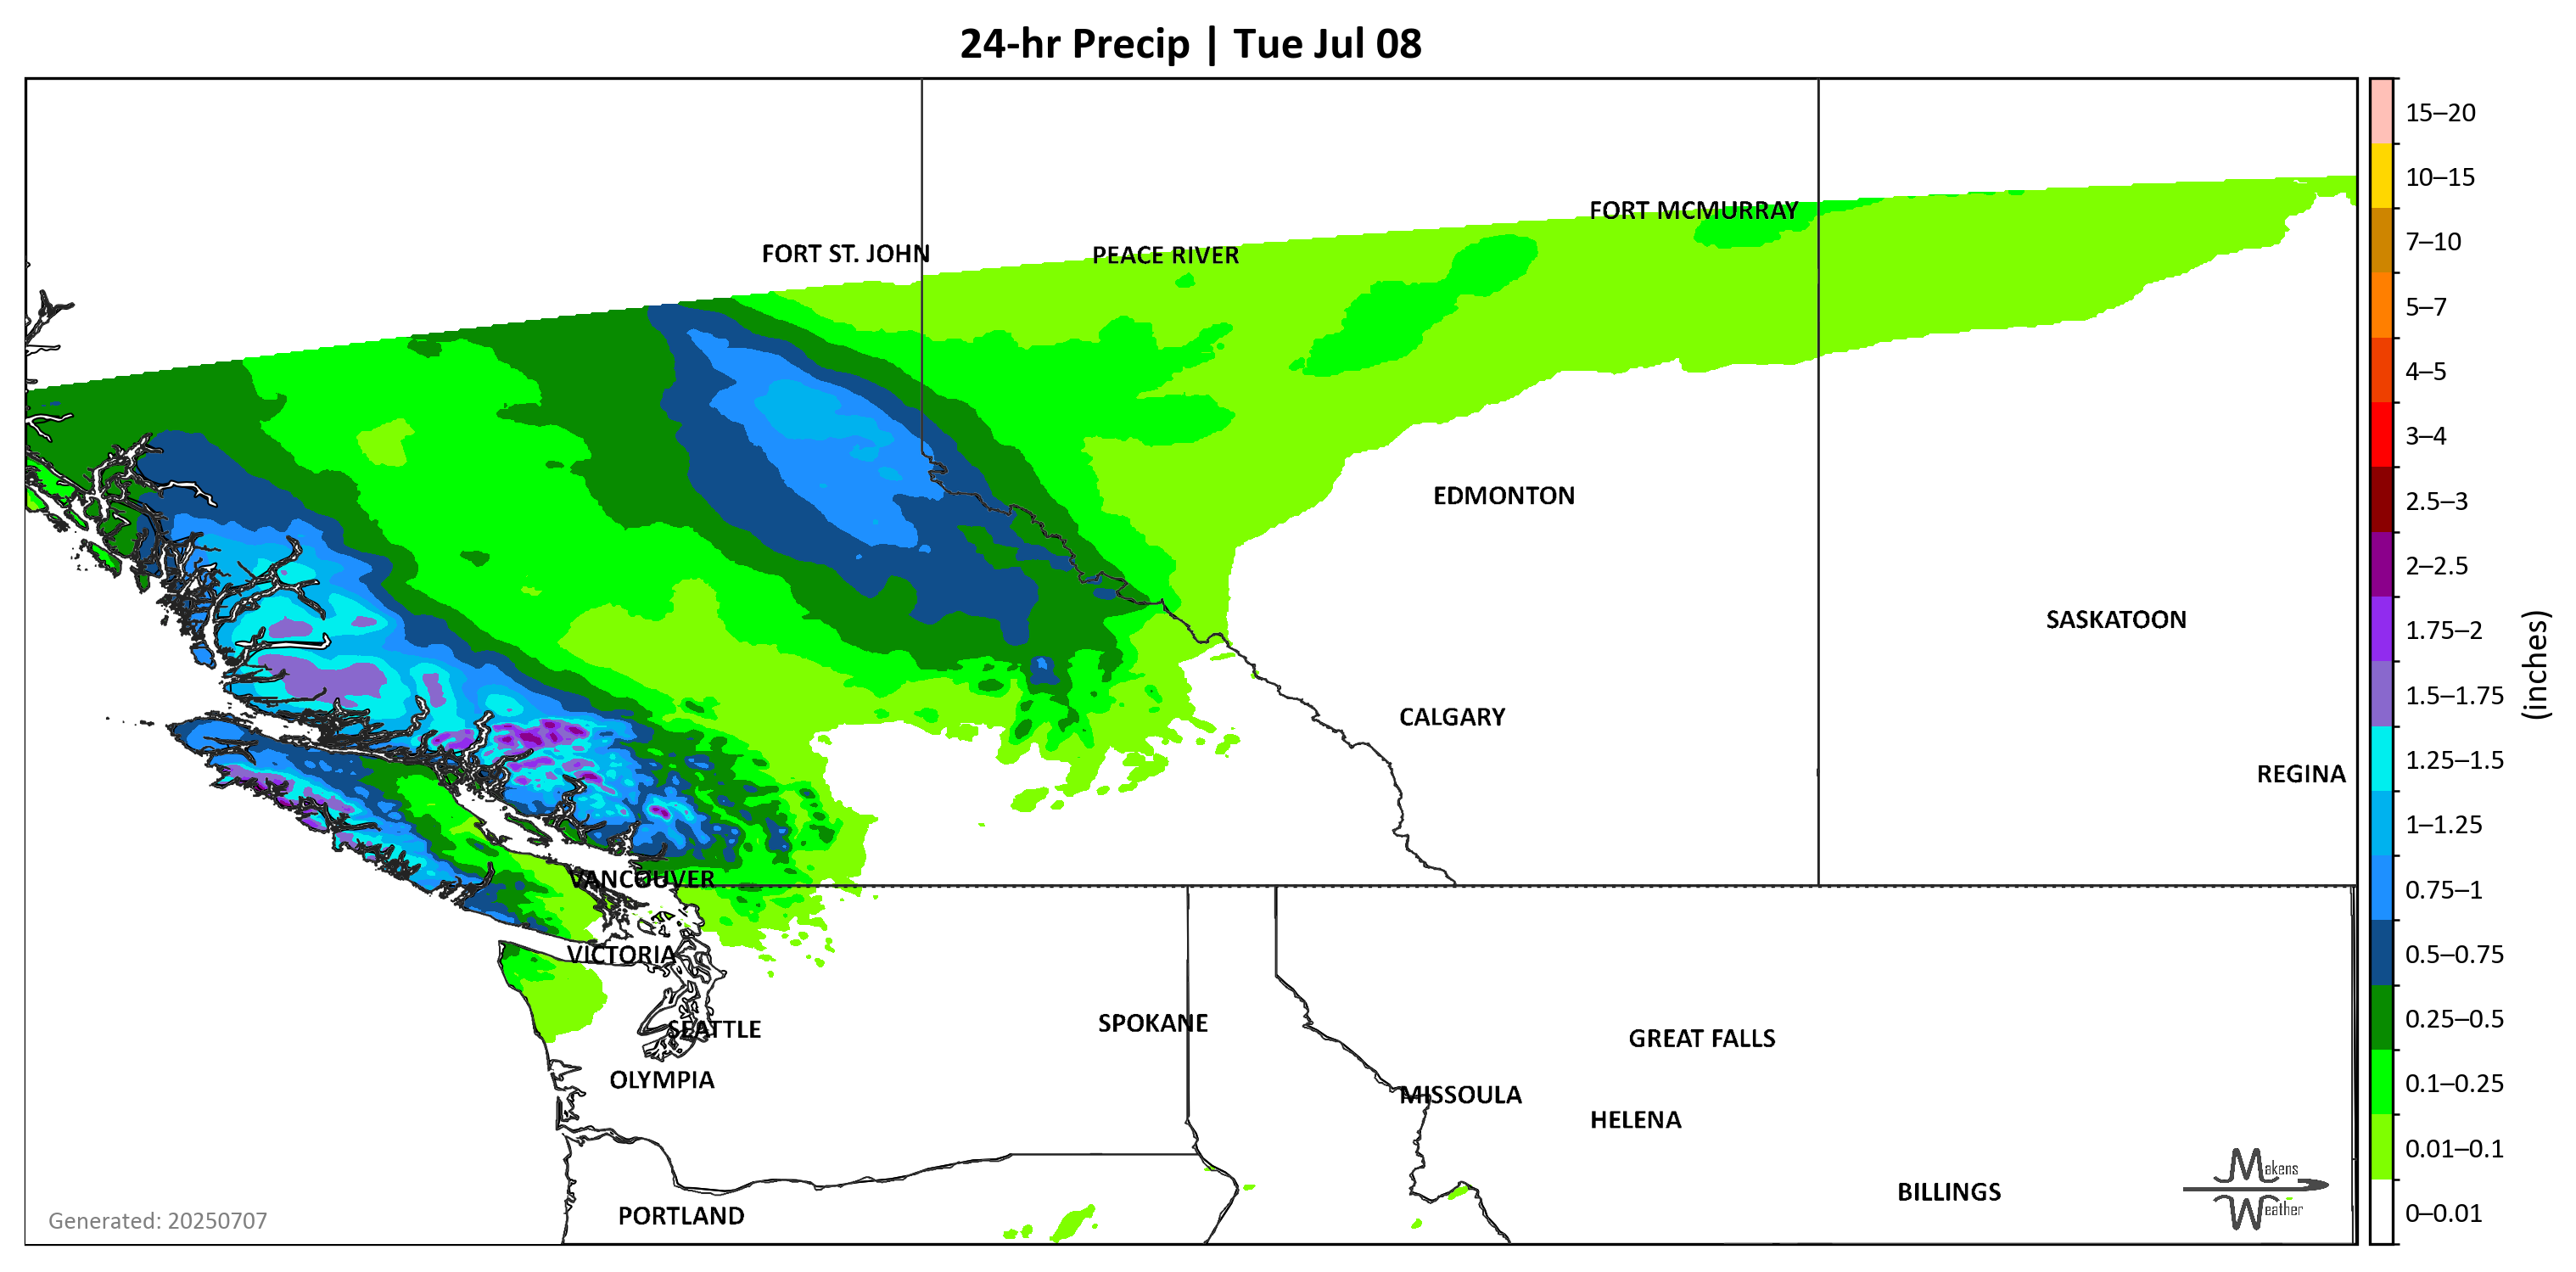 24-hr Precip | Tue Jul 08
15–20
10–15
7–10
5–7
4–5
3–4
2.5–3
2–2.5
1.75–2
1.5–1.75
1.25–1.5
1–1.25
0.75–1
0.5–0.75
0.25–0.5
0.1–0.25
0.01–0.1
0–0.01
(inches)
FORT MCMURRAY
FORT ST. JOHN
PEACE RIVER
EDMONTON
SASKATOON
CALGARY
REGINA
VANCOUVER
VICTORIA
SEATTLE
SPOKANE
GREAT FALLS
OLYMPIA
MISSOULA
HELENA
BILLINGS
PORTLAND
Makens
Weather
Generated: 20250707